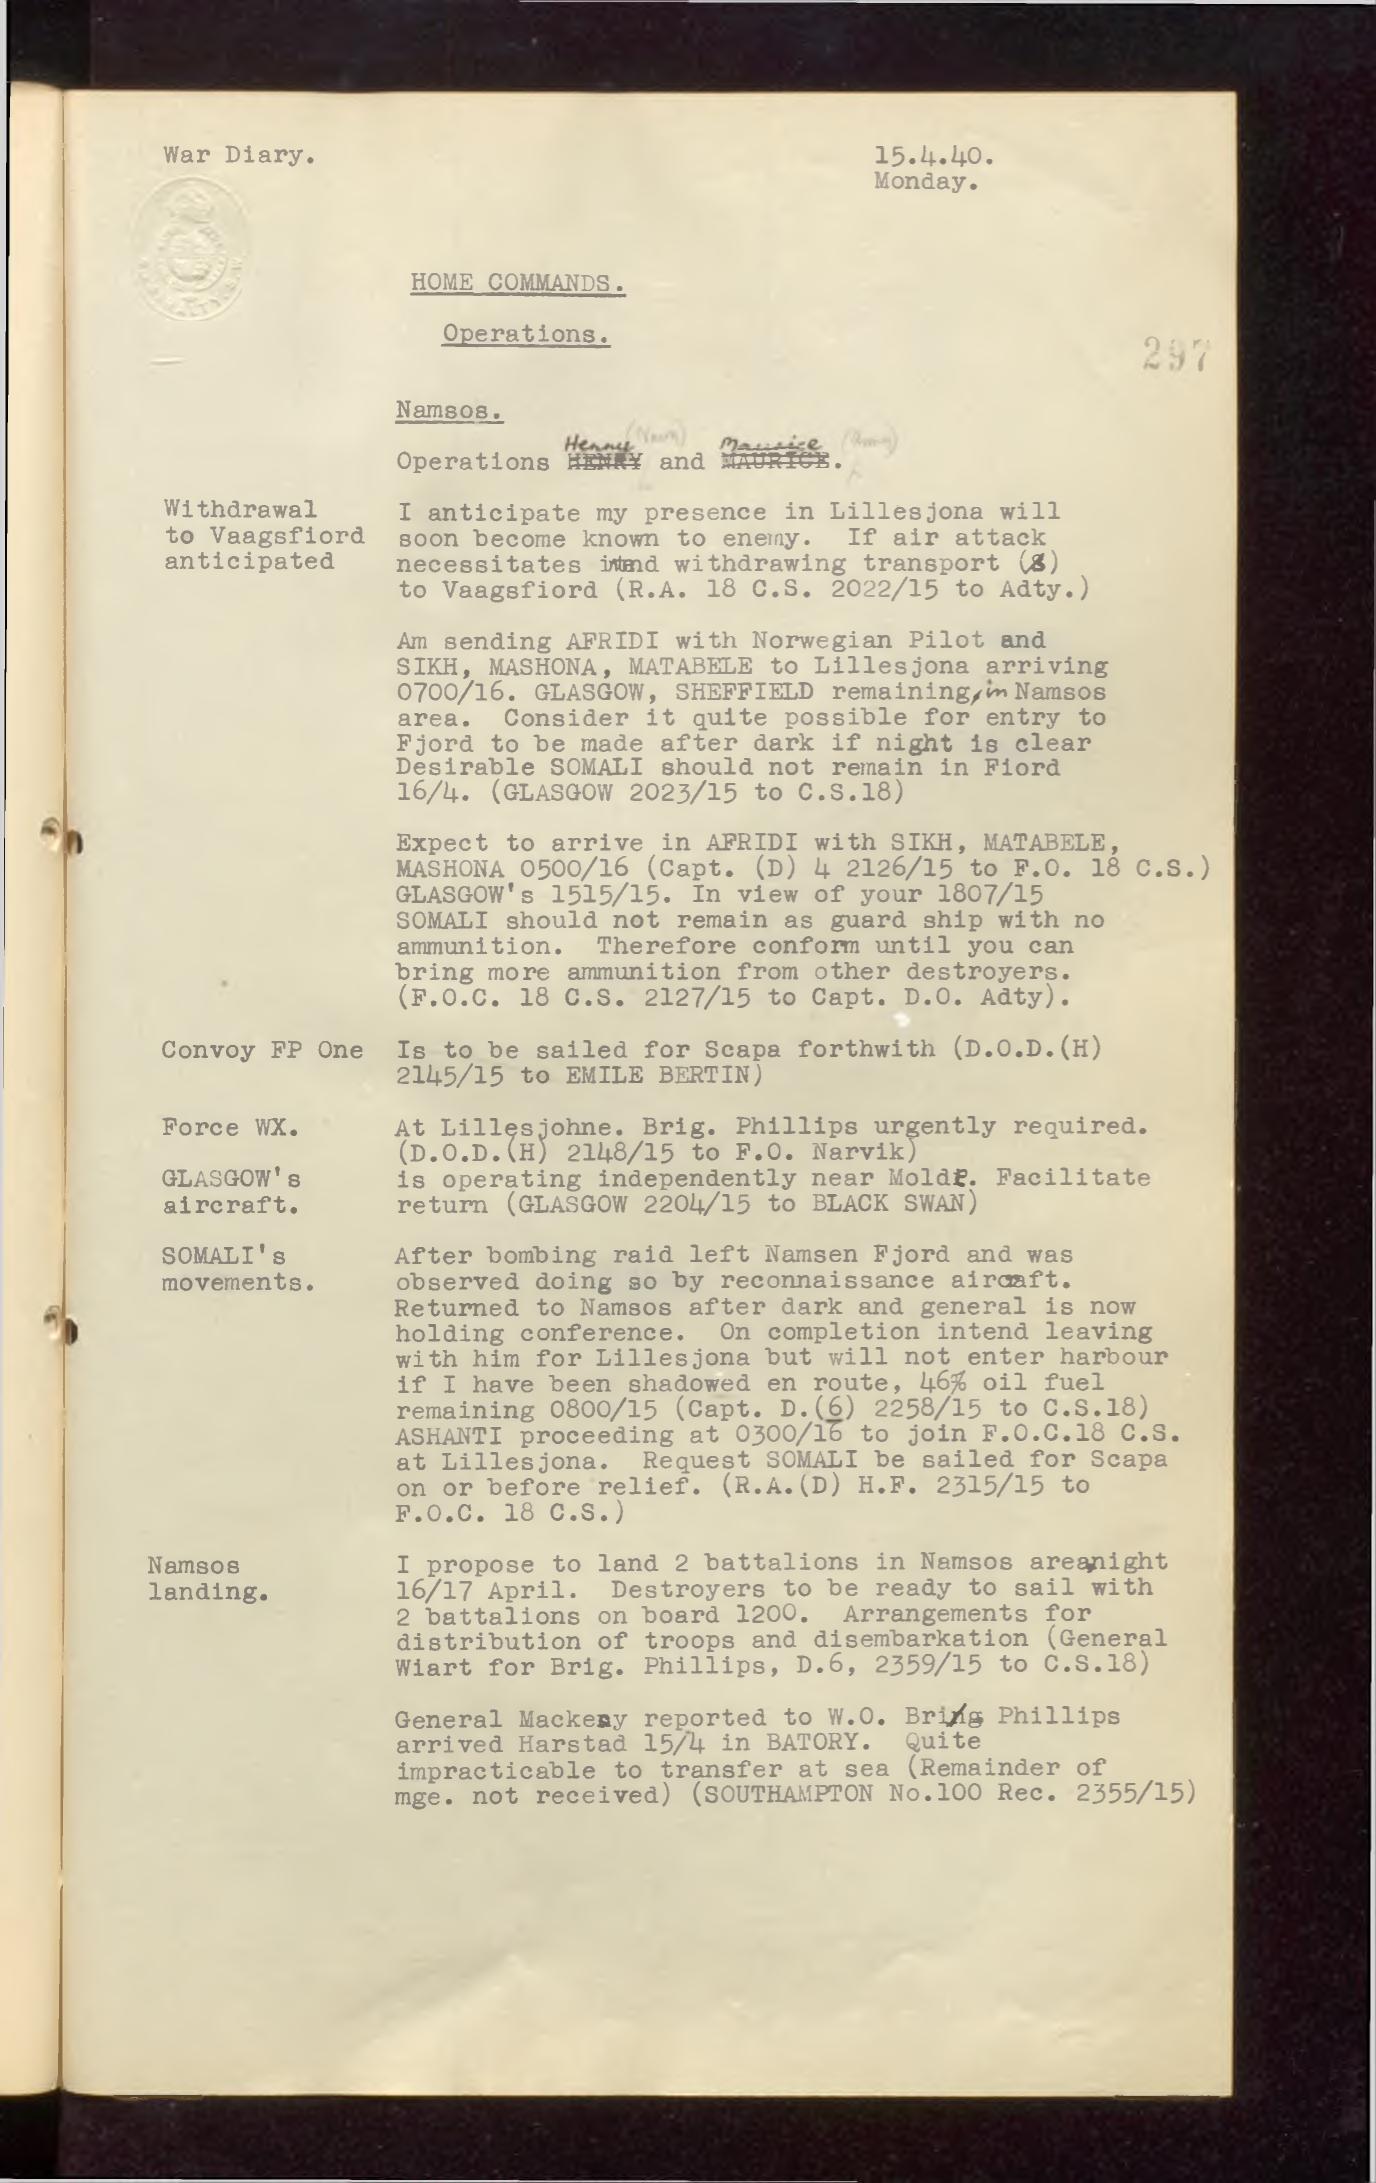 War Diary.
15.4.40.
Monday.
HOME COMMANDS.
Operations.
297
Namsos.
Henry (Navy) Maurice (Army)
Operations HENRY and MAURICE.
Withdrawal
to Vaagsfiord
anticipated
I anticipate my presence in Lillesjona will
soon become known to enemy. If air attack
necessitates intend withdrawing transport (s)
to Vaagsfiord (R.A. 18 C.S. 2022/15 to Adty.)
Am sending AFRIDI with Norwegian Pilot and
SIKH, MASHONA, MATABELE to Lillesjona arriving
0700/16. GLASGOW, SHEFFIELD remaining, in Namsos
area. Consider it quite possible for entry to
Fjord to be made after dark if night is clear
Desirable SOMALI should not remain in Fiord
16/4. (GLASGOW 2023/15 to C.S.18)
Expect to arrive in AFRIDI with SIKH, MATABELE,
MASHONA 0500/16 (Capt. (D) 4 2126/15 to F.O. 18 C.S.)
GLASGOW's 1515/15. In view of your 1807/15
SOMALI should not remain as guard ship with no
ammunition. Therefore conform until you can
bring more ammunition from other destroyers.
(F.O.C. 18 C.S. 2127/15 to Capt. D.O. Adty).
Convoy FP One
Is to be sailed for Scapa forthwith (D.O.D.(H)
2145/15 to EMILE BERTIN)
Force WX.
At Lillesjohne. Brig. Phillips urgently required.
(D.O.D.(H) 2148/15 to F.O. Narvik)
GLASGOW's
aircraft.
is operating independently near Molde. Facilitate
return (GLASGOW 2204/15 to BLACK SWAN)
SOMALI's
movements.
After bombing raid left Namsen Fjord and was
observed doing so by reconnaissance aircraft.
Returned to Namsos after dark and general is now
holding conference. On completion intend leaving
with him for Lillesjona but will not enter harbour
if I have been shadowed en route, 46% oil fuel
remaining 0800/15 (Capt. D.(6) 2258/15 to C.S.18)
ASHANTI proceeding at 0300/16 to join F.O.C.18 C.S.
at Lillesjona. Request SOMALI be sailed for Scapa
on or before relief. (R.A.(D) H.F. 2315/15 to
F.O.C. 18 C.S.)
Namsos
landing.
I propose to land 2 battalions in Namsos area,night
16/17 April. Destroyers to be ready to sail with
2 battalions on board 1200. Arrangements for
distribution of troops and disembarkation (General
Wiart for Brig. Phillips, D.6, 2359/15 to C.S.18)
General Mackesy reported to W.O. Brig Phillips
arrived Harstad 15/4 in BATORY. Quite
impracticable to transfer at sea (Remainder of
mge. not received) (SOUTHAMPTON No.100 Rec. 2355/15)